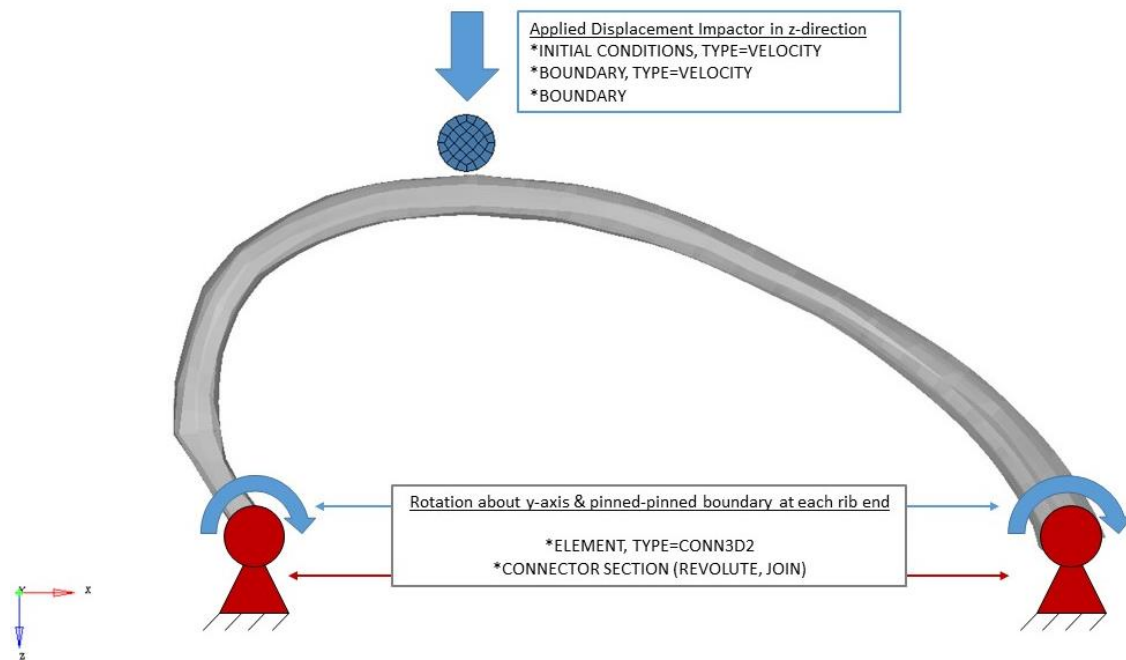 Applied Displacement Impactor in z-direction
*INITIAL CONDITIONS, TYPE=VELOCITY
*BOUNDARY, TYPE=VELOCITY
*BOUNDARY
Rotation about y-axis & pinned-pinned boundary at each rib end
*ELEMENT, TYPE=CONN3D2
*CONNECTOR SECTION (REVOLUTE, JOIN)
X
Z